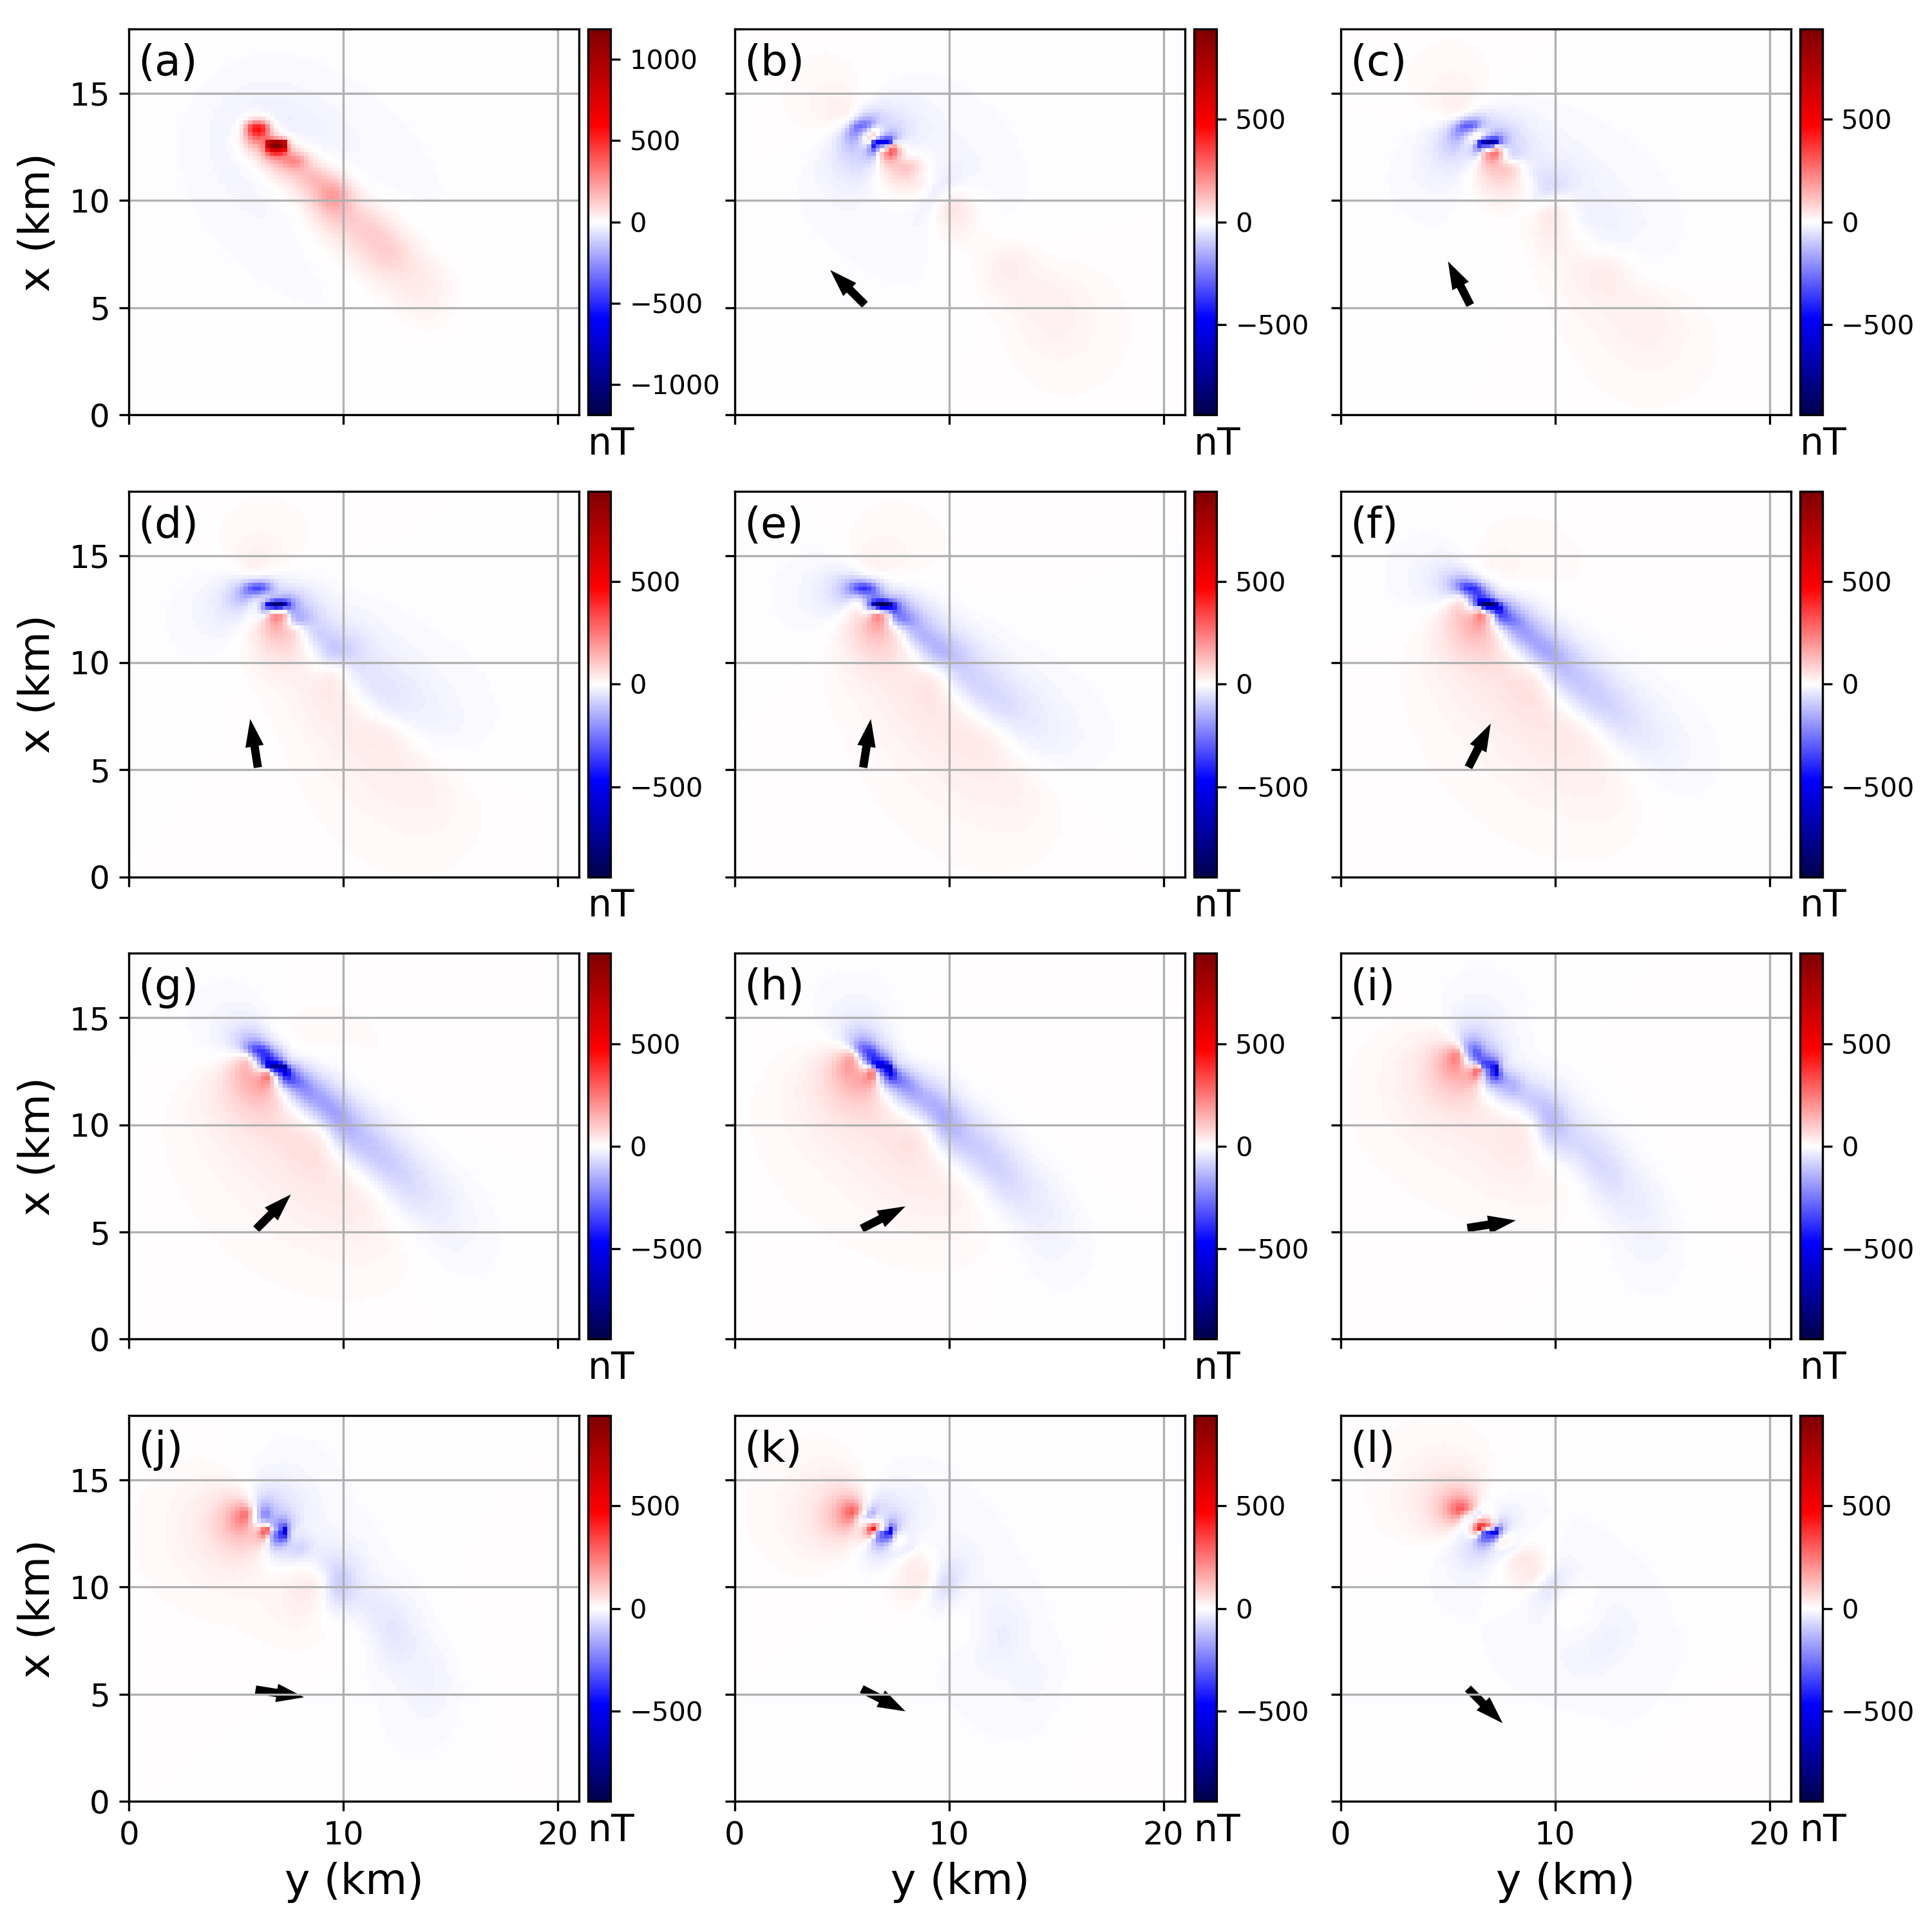 (a) (b) (c)
x (km) 15 10 5 0 1000 500 0 −500 −1000 nT 500 0 −500 nT 500 0 −500 nT
(d) (e) (f)
x (km) 15 10 5 0 500 0 −500 nT 500 0 −500 nT 500 0 −500 nT
(g) (h) (i)
x (km) 15 10 5 0 500 0 −500 nT 500 0 −500 nT 500 0 −500 nT
(j) (k) (l)
x (km) 15 10 5 0 500 0 −500 nT 500 0 −500 nT 500 0 −500 nT
0 10 20 0 10 20 0 10 20
y (km) y (km) y (km)